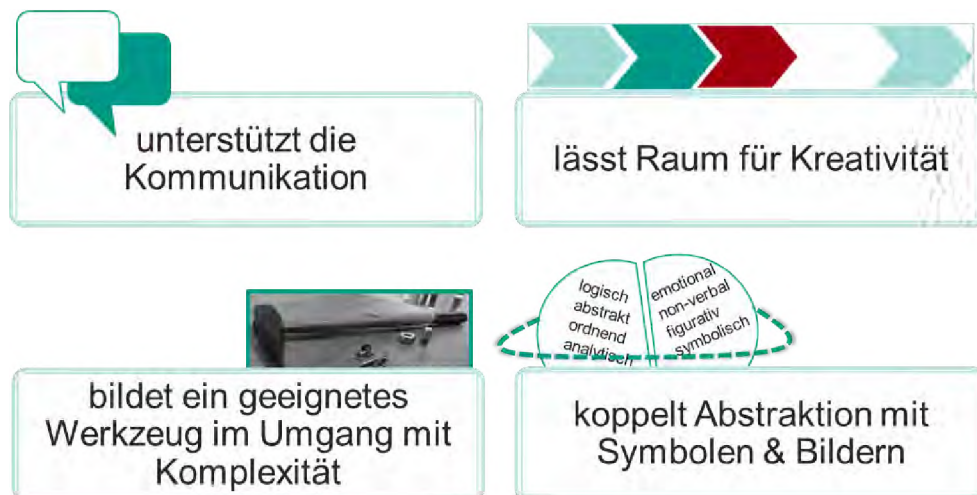 unterstützt die
Kommunikation
lässt Raum für Kreativität
logisch
abstrakt
ordnend
analytisch
emotional
non-verbal
figurativ
symbolisch
bildet ein geeignetes
Werkzeug im Umgang mit
Komplexität
koppelt Abstraktion mit
Symbolen & Bildern